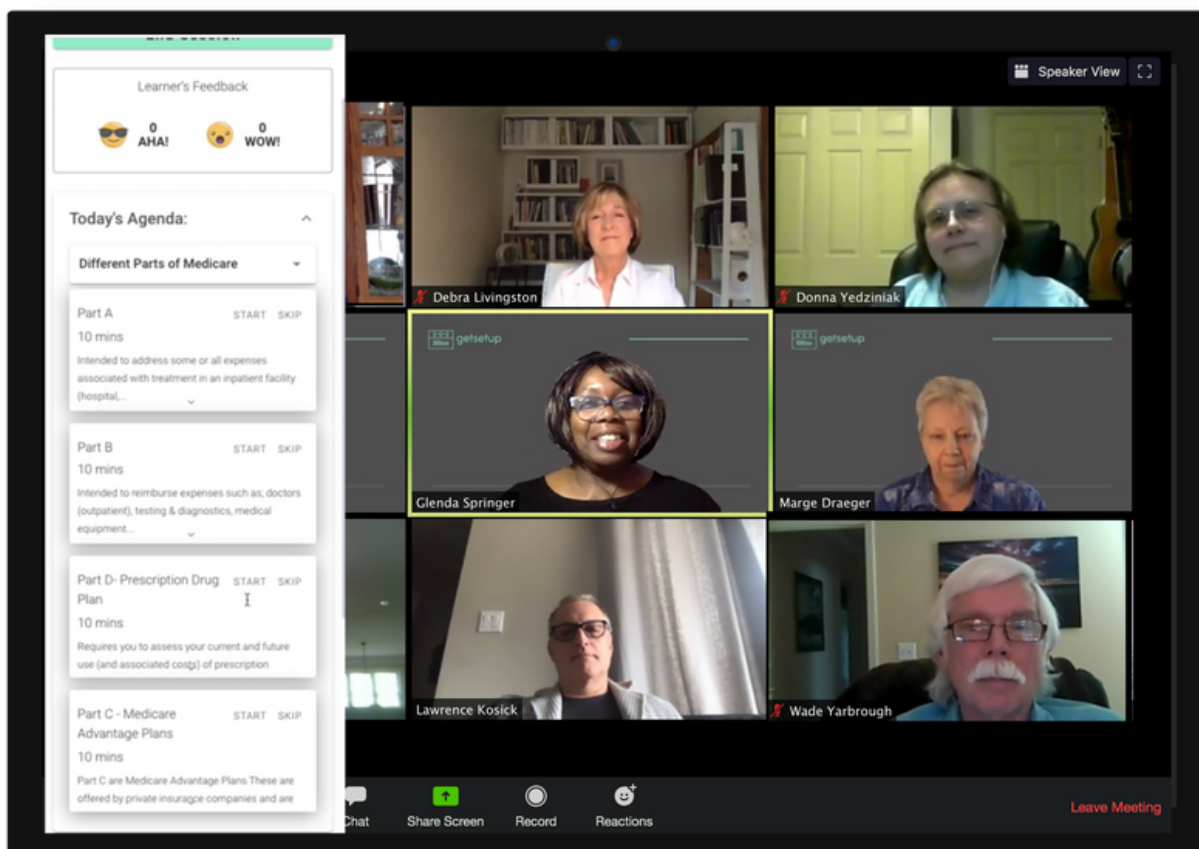 End Session
Learner's Feedback
0
AHA!
0
WOW!
Today's Agenda:
Different Parts of Medicare
Part A
START SKIP
10 mins
Intended to address some or all expenses
associated with treatment in an inpatient facility
(hospital,...
Part B
START SKIP
10 mins
Intended to reimburse expenses such as; doctors
(outpatient), testing & diagnostics, medical
equipment...
Part D- Prescription Drug
Plan
START SKIP
10 mins
Requires you to assess your current and future
use (and associated costs) of prescription
Part C - Medicare
Advantage Plans
START SKIP
10 mins
Part C are Medicare Advantage Plans These are
offered by private insurance companies and are
Speaker View
Debra Livingston
Donna Yedziniak
getsetup
Glenda Springer
getsetup
Marge Draeger
Lawrence Kosick
Wade Yarbrough
Chat
Share Screen
Record
Reactions
Leave Meeting